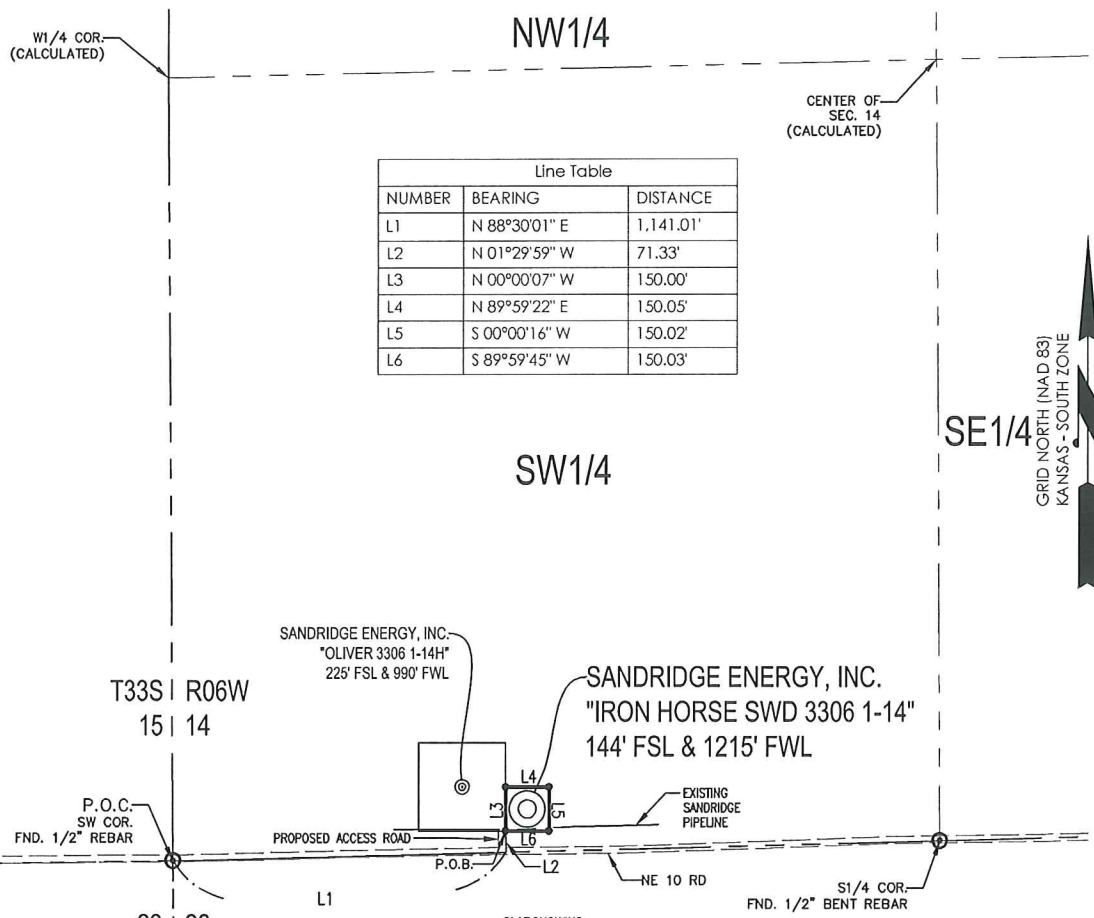 NW1/4
W1/4 COR.
(CALCULATED)
CENTER OF
SEC. 14
(CALCULATED)
Line Table
NUMBER BEARING DISTANCE
L1 N 88°30'01" E 1,141.01'
L2 N 01°29'59" W 71.33'
L3 N 00°00'07" W 150.00'
L4 N 89°59'22" E 150.05'
L5 S 00°00'16" W 150.02'
L6 S 89°59'45" W 150.03'
SW1/4
SE1/4
GRID NORTH (NAD 83)
KANSAS - SOUTH ZONE
SANDRIDGE ENERGY, INC.
"OLIVER 3306 1-14H"
225' FSL & 990' FWL
SANDRIDGE ENERGY, INC.
"IRON HORSE SWD 3306 1-14"
144' FSL & 1215' FWL
T33S R06W
15 14
L4
L3
L5
L6
EXISTING
SANDRIDGE
PIPELINE
P.O.C.
SW COR.
FND. 1/2" REBAR
PROPOSED ACCESS ROAD
P.O.B.
L2
NE 10 RD
S1/4 COR.
FND. 1/2" BENT REBAR
L1